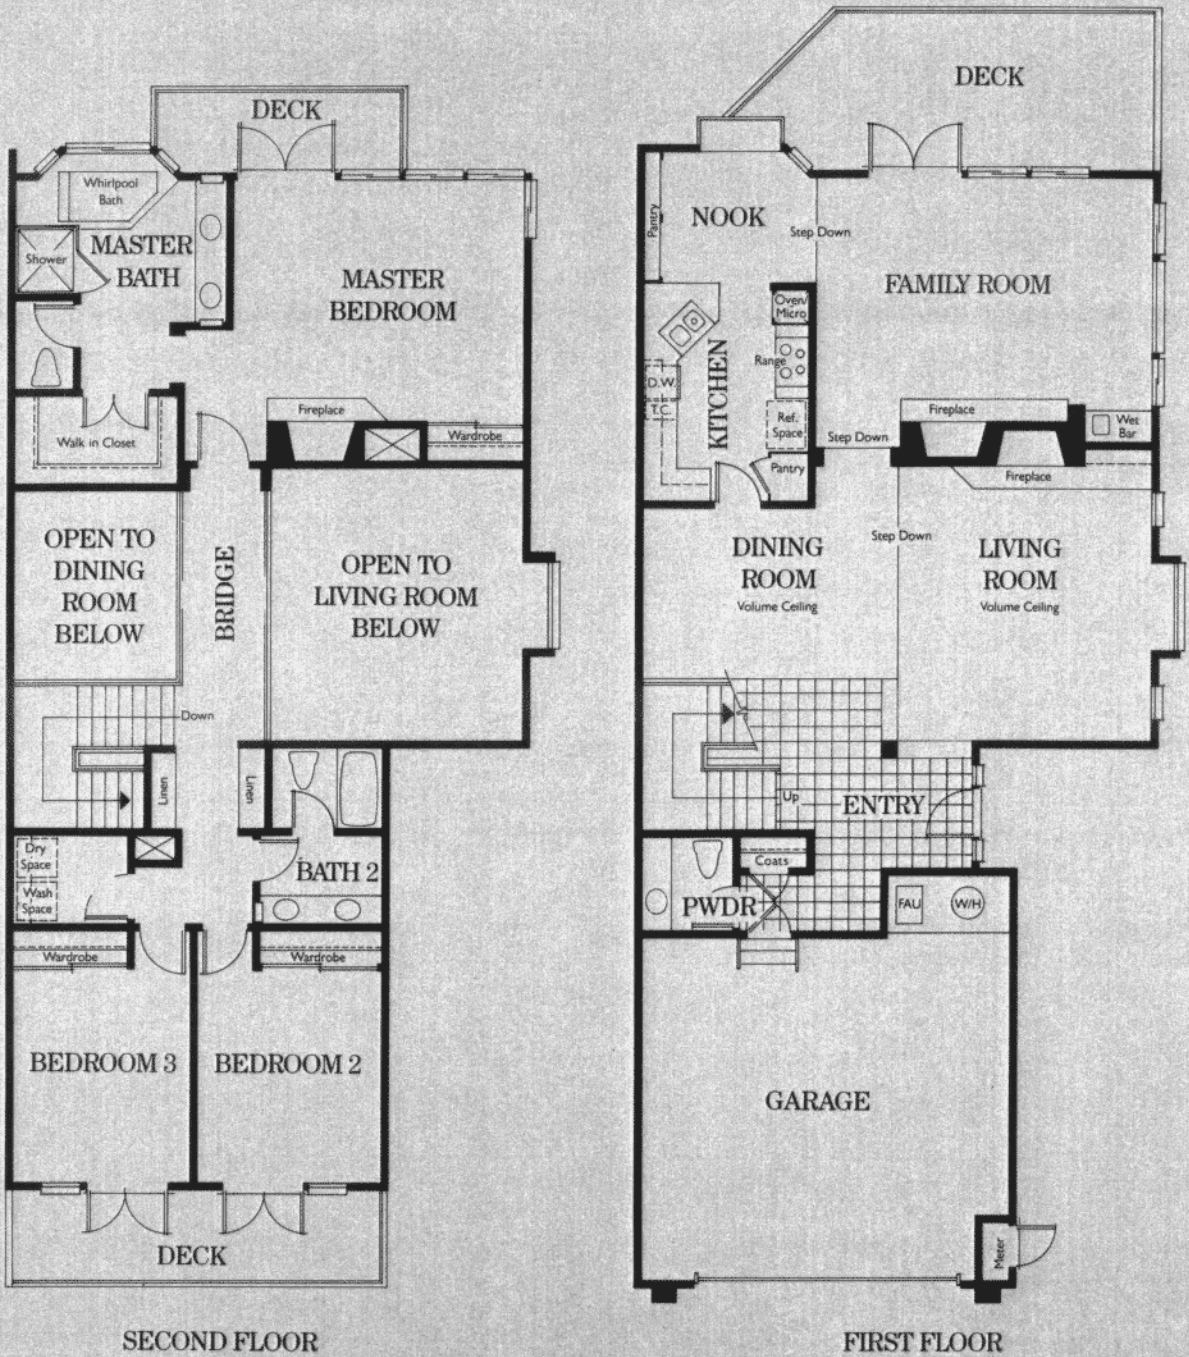 DECK
Whirlpool
Bath
Shower
MASTER
BATH
MASTER
BEDROOM
Fireplace
Wardrobe
Walk in Closet
OPEN TO
DINING
ROOM
BELOW
BRIDGE
OPEN TO
LIVING ROOM
BELOW
Down
Linen
Linen
Dry
Space
Wash
Space
BATH 2
Wardrobe
Wardrobe
BEDROOM 3
BEDROOM 2
DECK
SECOND FLOOR
DECK
Pantry
NOOK
Step Down
FAMILY ROOM
Oven/
Micro
Range
KITCHEN
D.W.
T.C.
Ref.
Space
Pantry
Step Down
Fireplace
Wet
Bar
Fireplace
DINING
ROOM
Volume Ceiling
Step Down
LIVING
ROOM
Volume Ceiling
Up
ENTRY
Coats
PWDR
FAU
W/H
GARAGE
Meter
FIRST FLOOR